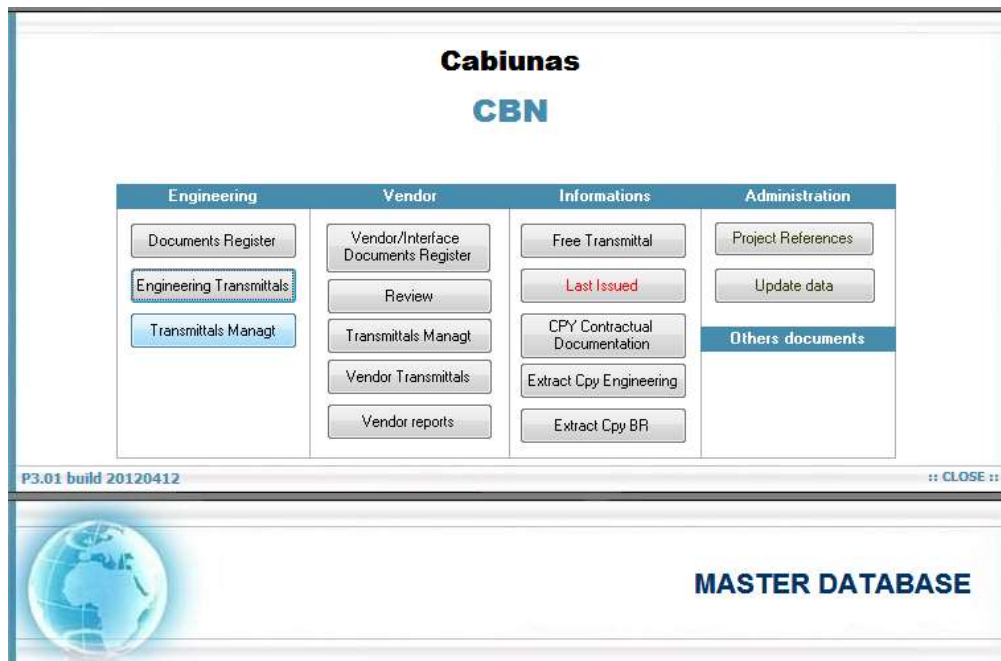 Cabiunas
CBN
Engineering
Documents Register
Engineering Transmittals
Transmittals Managt
Vendor
Vendor/Interface
Documents Register
Review
Transmittals Managt
Vendor Transmittals
Vendor reports
Informations
Free Transmittal
Last Issued
CPY Contractual
Documentation
Extract Cpy Engineering
Extract Cpy BR
Administration
Project References
Update data
Others documents
P3.01 build 20120412
:: CLOSE ::
MASTER DATABASE